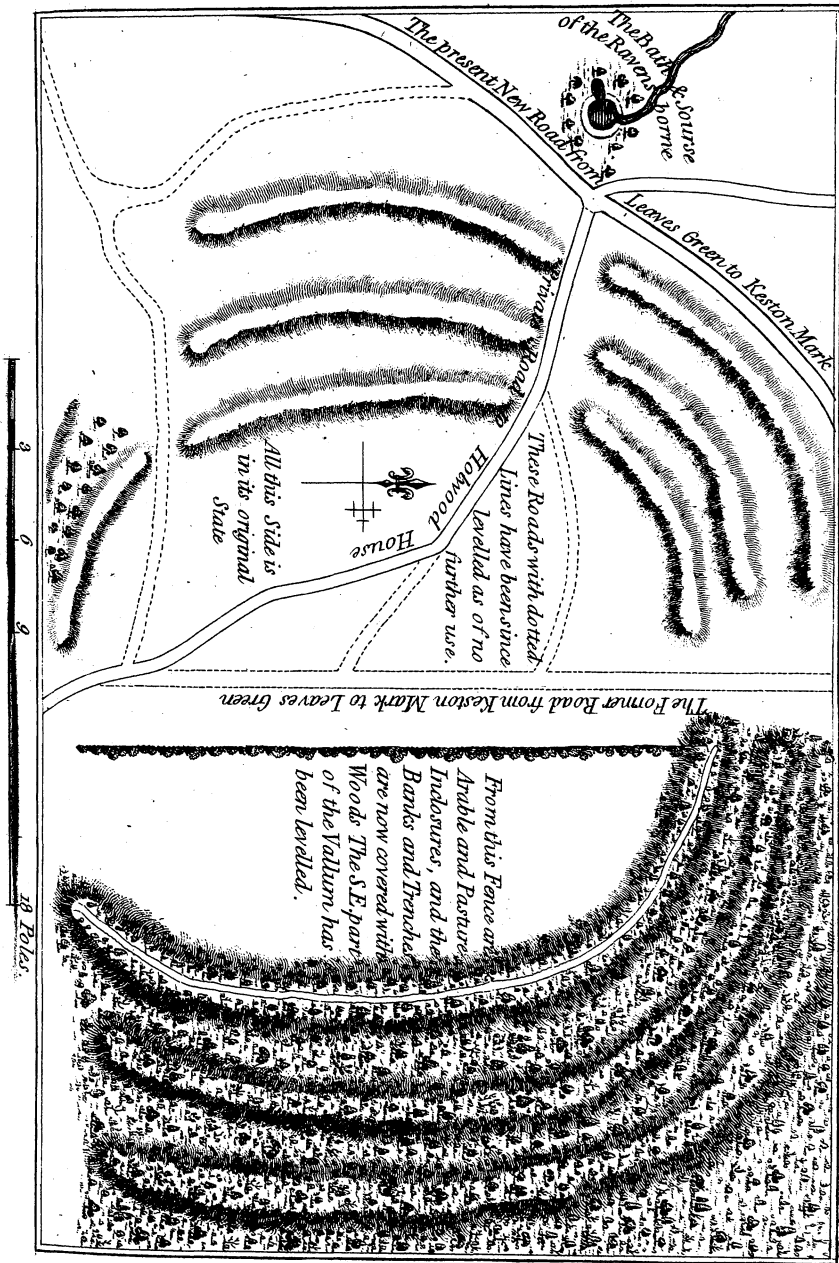 The Bath & Sourse
of the Ravensborne
The present New Road from
Leaves Green to Keston Mark
Private Road to
Holwood
House
These Roads with dotted
Lines have been since
levelled as of no
further use.
All this Side is
in its original
State
The Former Road from Keston Mark to Leaves Green
From this Fence are
Arable and Pasture
Inclosures, and the
Banks and Trenches
are now covered with
Woods The S.E. part
of the Vallum has
been levelled.
3
6
9
18 Poles